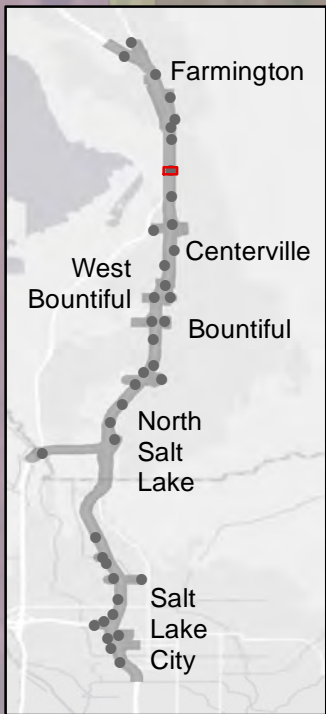 Farmington
Centerville
West
Bountiful
Bountiful
North
Salt
Lake
Salt
Lake
City